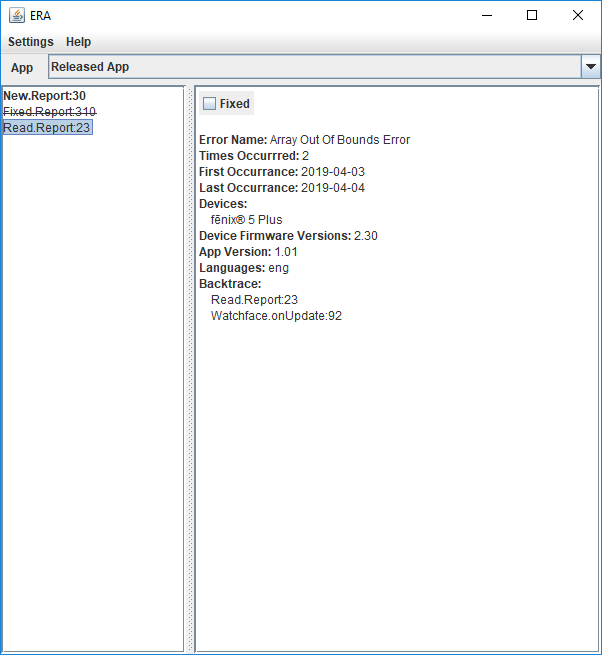 ERA
Settings Help
App Released App
New.Report:30
Fixed.Report:310
Read.Report:23
Fixed
Error Name: Array Out Of Bounds Error
Times Occurrred: 2
First Occurrance: 2019-04-03
Last Occurrance: 2019-04-04
Devices:
fēnix® 5 Plus
Device Firmware Versions: 2.30
App Version: 1.01
Languages: eng
Backtrace:
Read.Report:23
Watchface.onUpdate:92